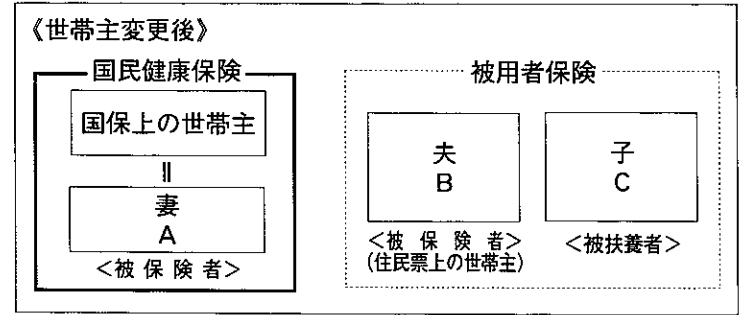 《世帯主変更後》
国民健康保険
国保上の世帯主
||
妻
A
<被保険者>
被用者保険
夫
B
<被保険者>
(住民票上の世帯主)
子
C
<被扶養者>